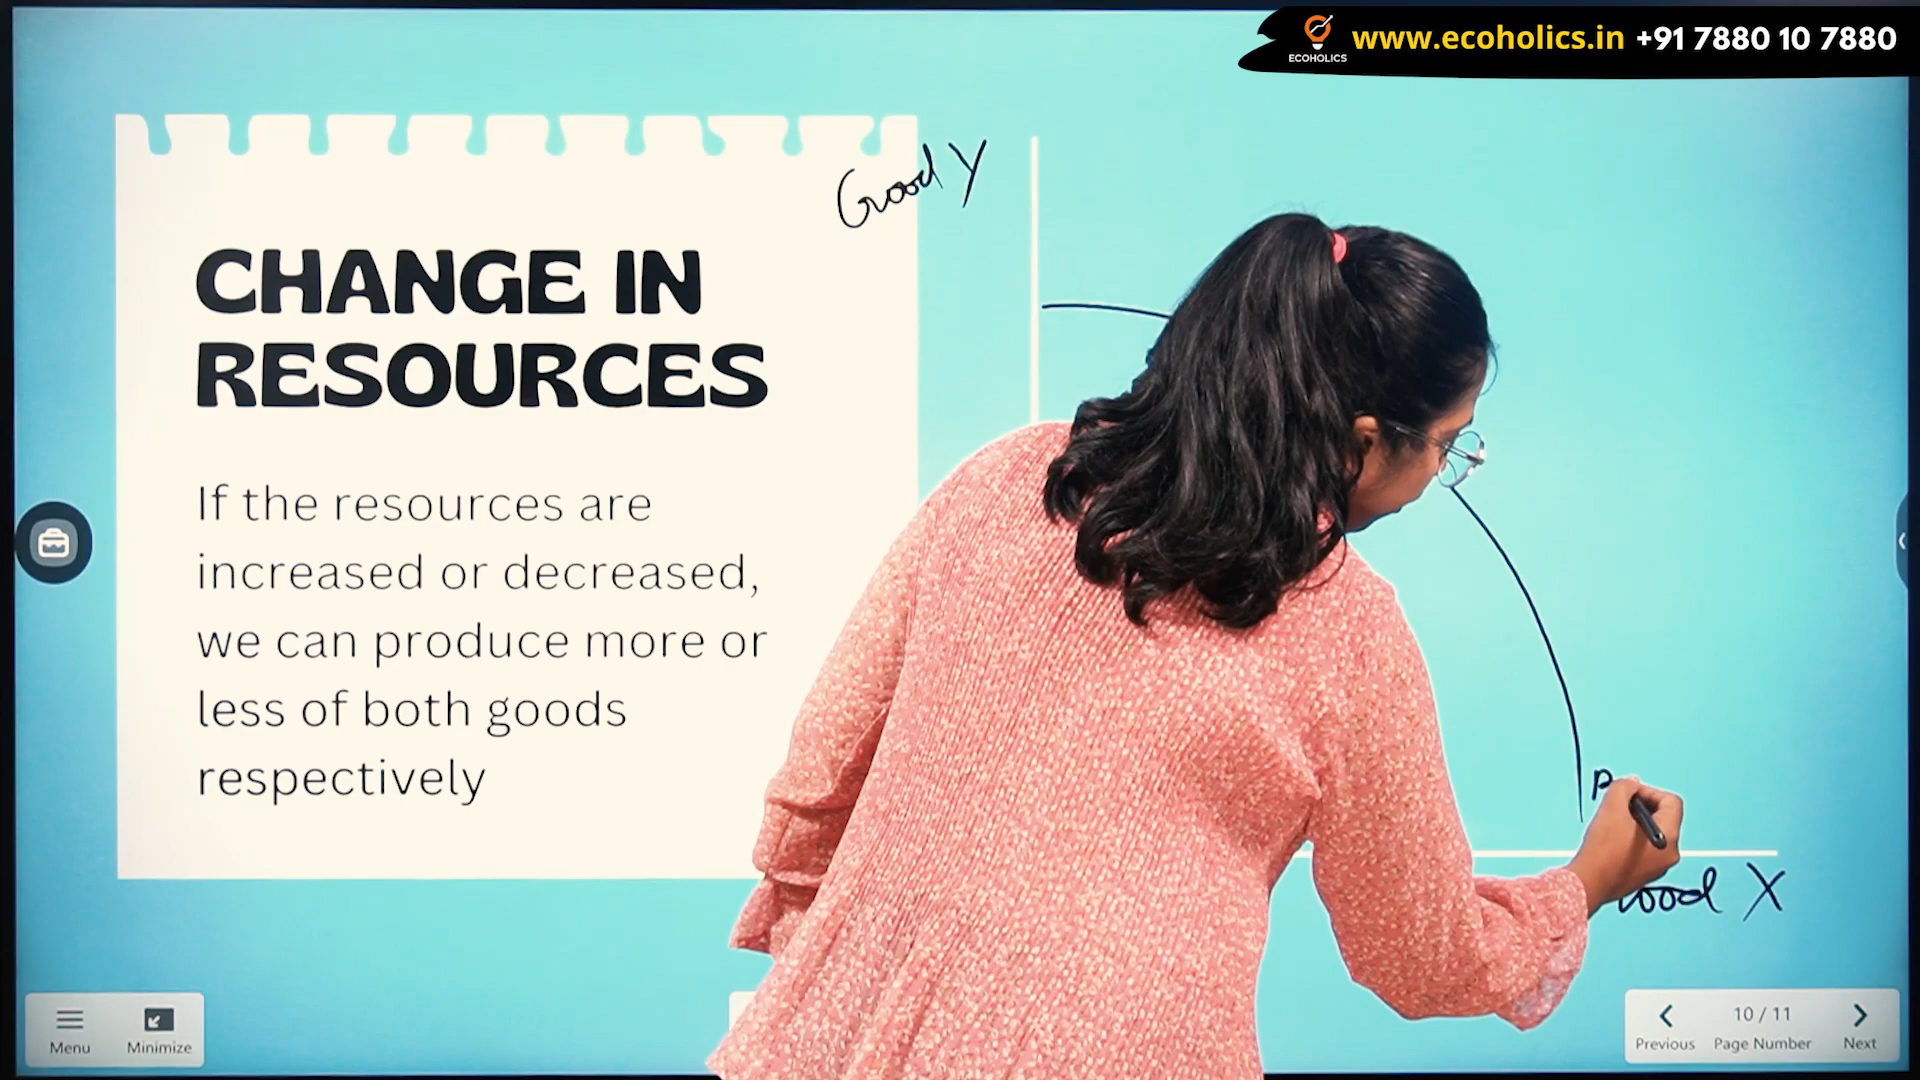 ECOHOLICS
www.ecoholics.in +91 7880 10 7880
Good Y
CHANGE IN
RESOURCES
If the resources are
increased or decreased,
we can produce more or
less of both goods
respectively
X
Menu
Minimize
Previous
10 / 11
Page Number
Next